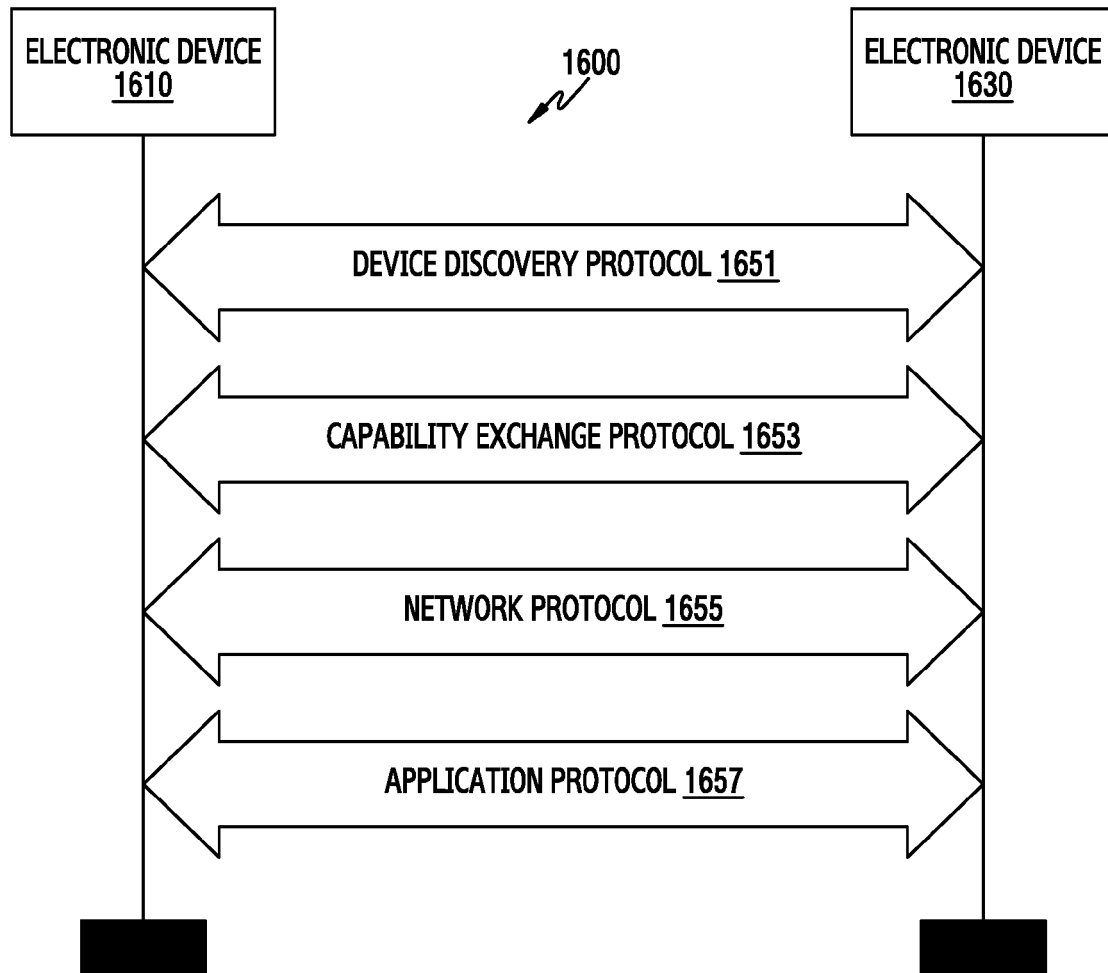 ELECTRONIC DEVICE
1610
1600
ELECTRONIC DEVICE
1630
DEVICE DISCOVERY PROTOCOL 1651
CAPABILITY EXCHANGE PROTOCOL 1653
NETWORK PROTOCOL 1655
APPLICATION PROTOCOL 1657